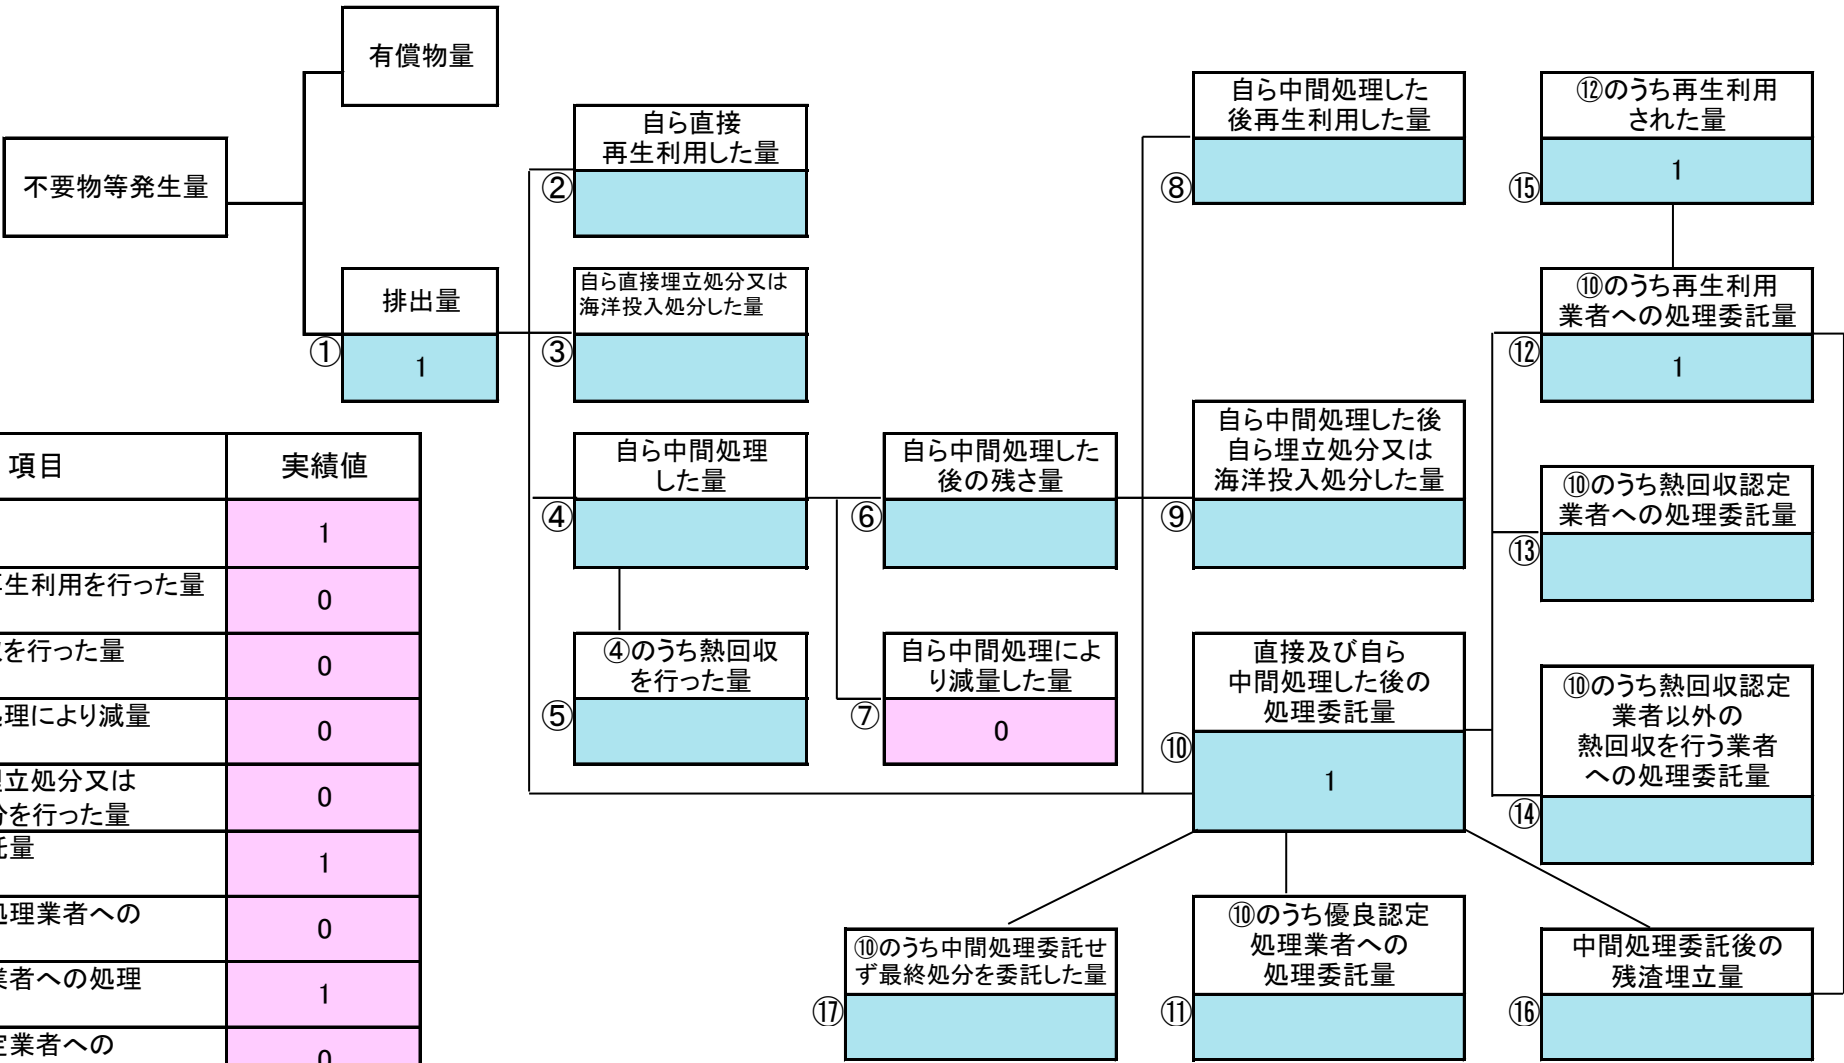 有償物量
不要物等発生量
排出量
①
1
自ら直接
再生利用した量
②
自ら直接埋立処分又は
海洋投入処分した量
③
自ら中間処理
した量
④
④のうち熱回収
を行った量
⑤
自ら中間処理した
後の残さ量
⑥
自ら中間処理によ
り減量した量
⑦
0
自ら中間処理した
後再生利用した量
⑧
自ら中間処理した後
自ら埋立処分又は
海洋投入処分した量
⑨
直接及び自ら
中間処理した後の
処理委託量
⑩
1
⑫のうち再生利用
された量
⑮
1
⑩のうち再生利用
業者への処理委託量
⑫
1
⑩のうち熱回収認定
業者への処理委託量
⑬
⑩のうち熱回収認定
業者以外の
熱回収を行う業者
への処理委託量
⑭
⑩のうち中間処理委託せ
ず最終処分を委託した量
⑰
⑩のうち優良認定
処理業者への
処理委託量
⑪
中間処理委託後の
残渣埋立量
⑯
項目
実績値
1
生利用を行った量
0
を行った量
0
理により減量
0
立処分又は
を行った量
0
量
1
理業者への
0
者への処理
1
業者への
0